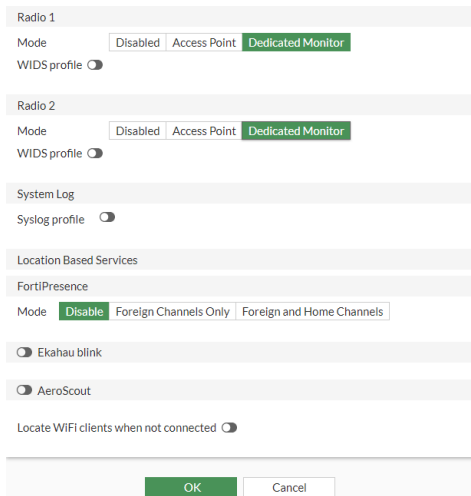 Radio 1
Mode Disabled Access Point Dedicated Monitor
WIDS profile
Radio 2
Mode Disabled Access Point Dedicated Monitor
WIDS profile
System Log
Syslog profile
Location Based Services
FortiPresence
Mode Disable Foreign Channels Only Foreign and Home Channels
Ekahau blink
AeroScout
Locate WiFi clients when not connected
OK Cancel